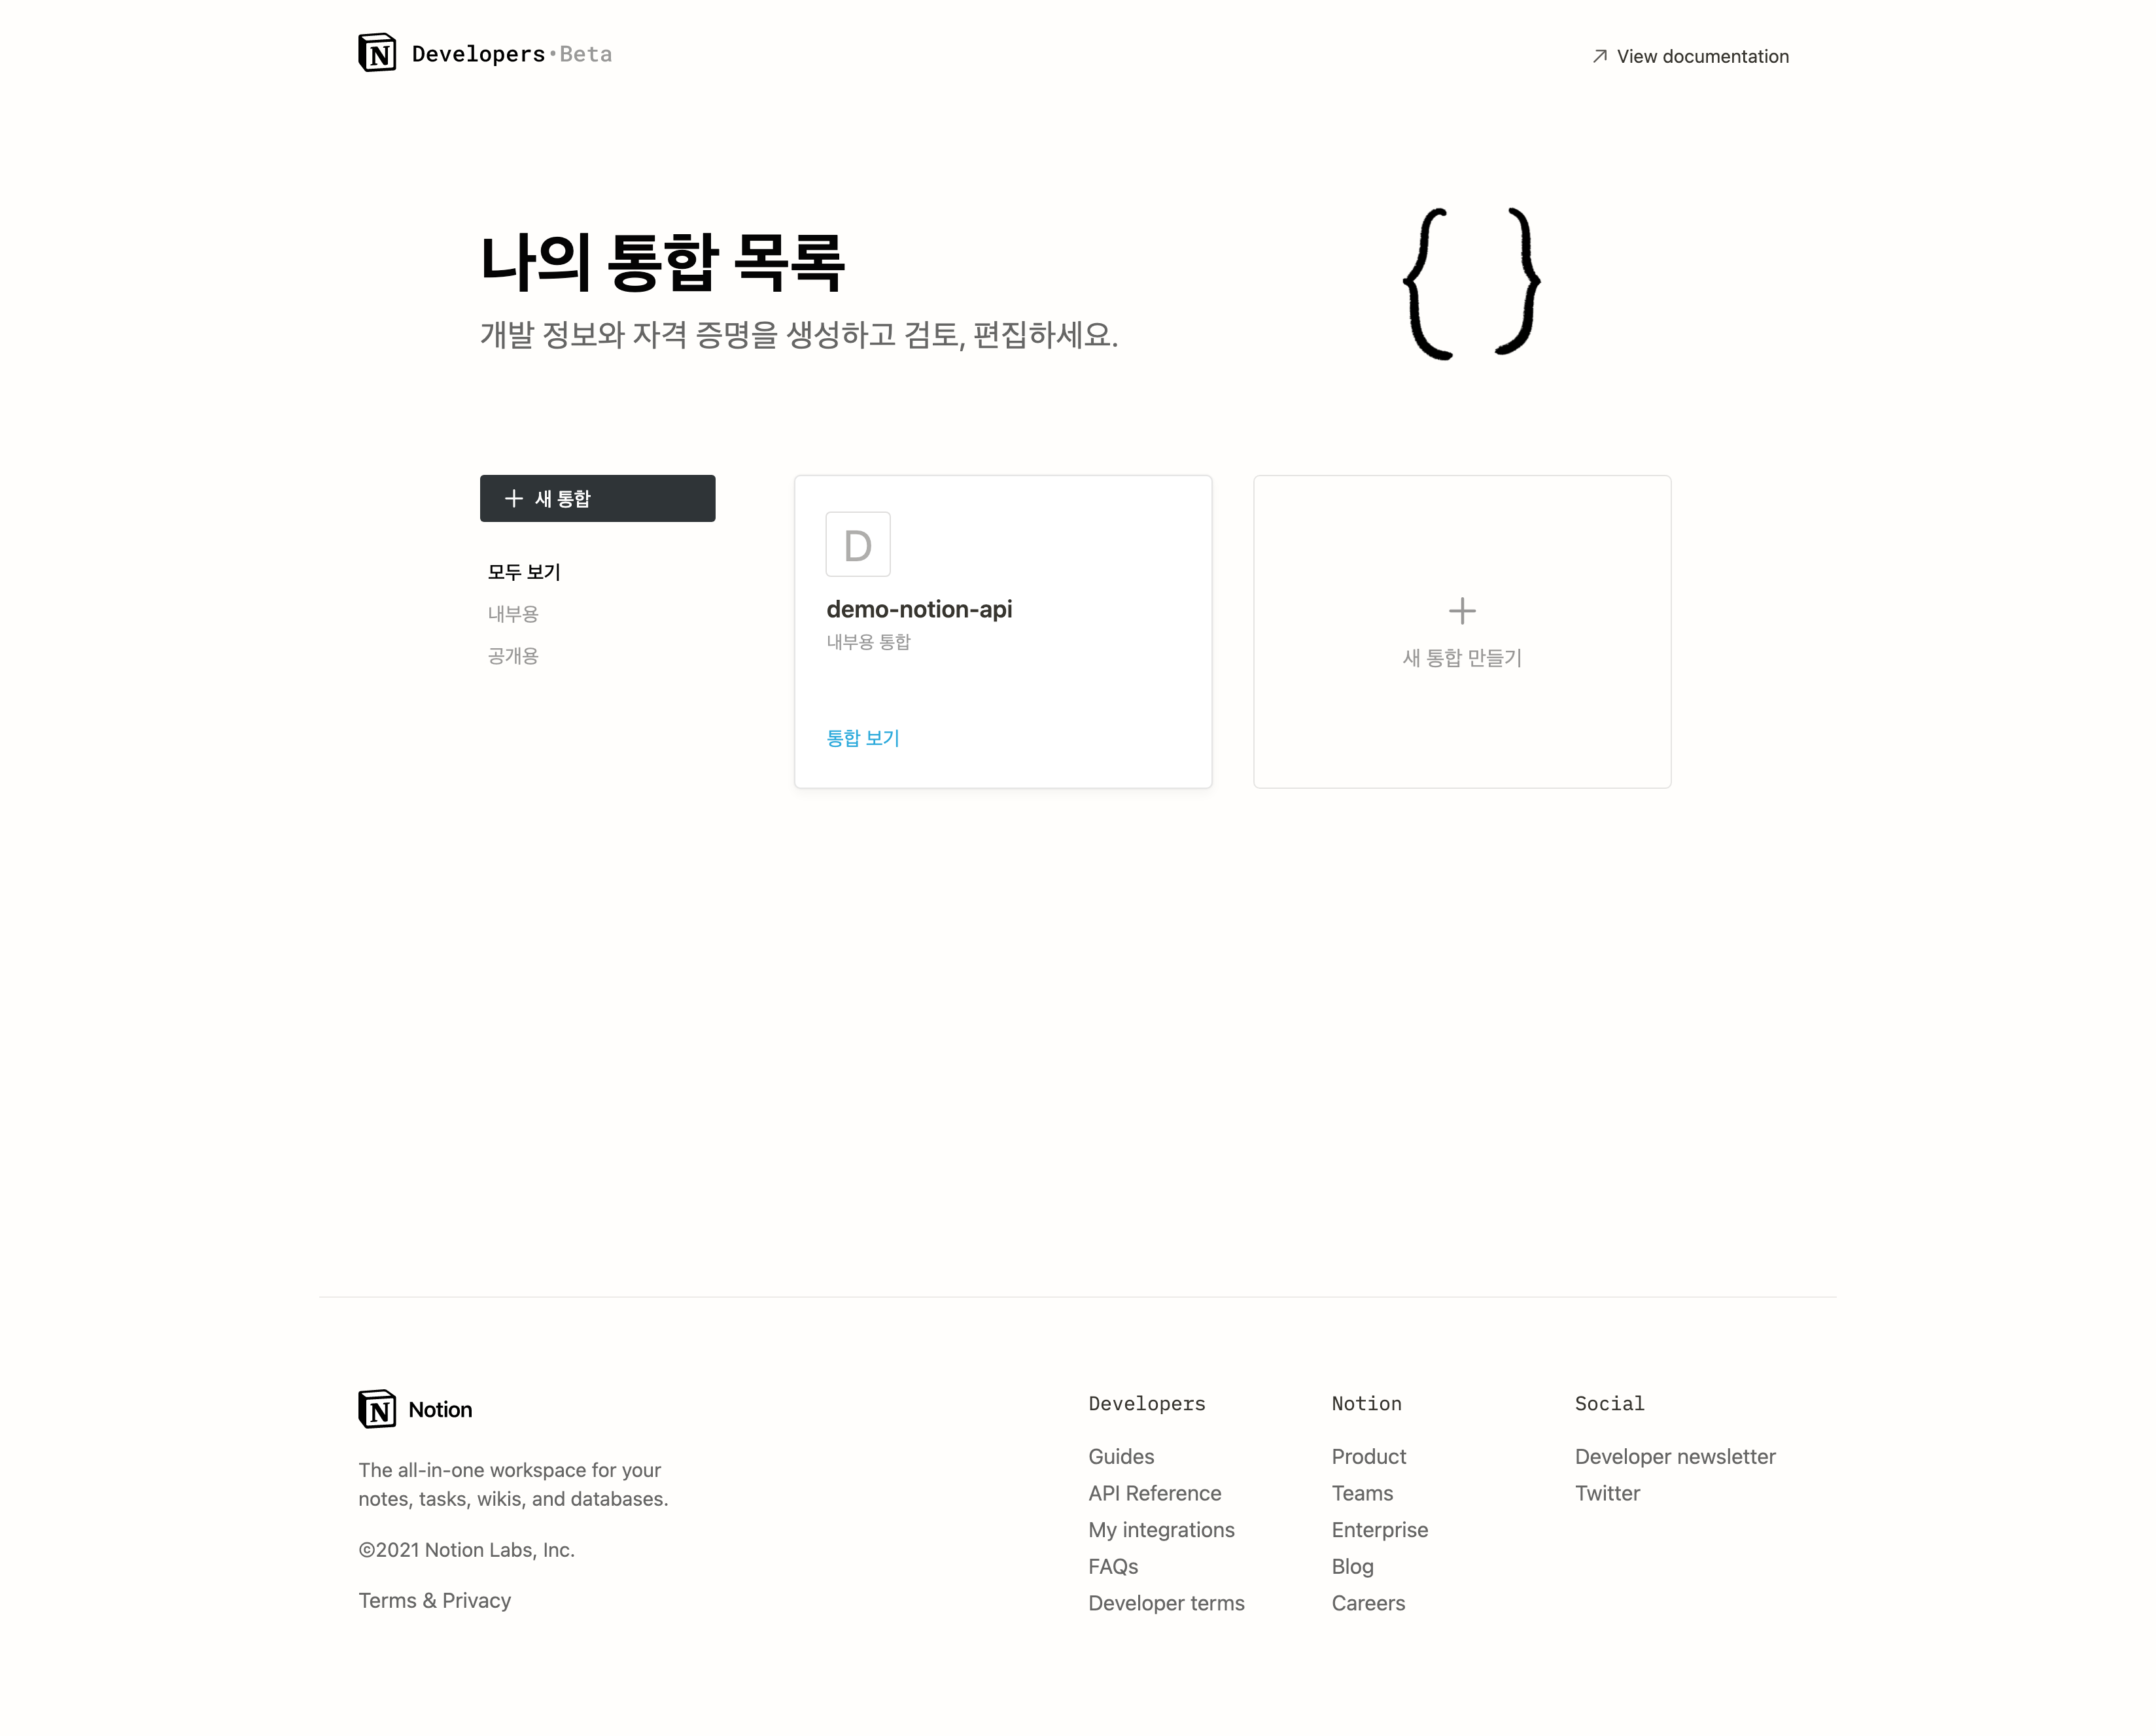 Developers•Beta
View documentation
나의 통합 목록
개발 정보와 자격 증명을 생성하고 검토, 편집하세요.
{ }
+ 새 통합
모두 보기
내부용
공개용
D
demo-notion-api
내부용 통합
통합 보기
+
새 통합 만들기
Notion
The all-in-one workspace for your
notes, tasks, wikis, and databases.
©2021 Notion Labs, Inc.
Terms & Privacy
Developers
Guides
API Reference
My integrations
FAQs
Developer terms
Notion
Product
Teams
Enterprise
Blog
Careers
Social
Developer newsletter
Twitter